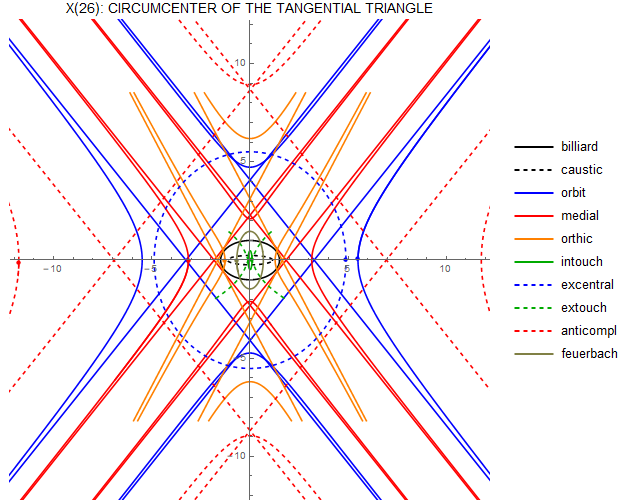 X(26): CIRCUMCENTER OF THE TANGENTIAL TRIANGLE
10
5
-10
-5
5
10
-5
-10
billiard
caustic
orbit
medial
orthic
intouch
excentral
extouch
anticompl
feuerbach